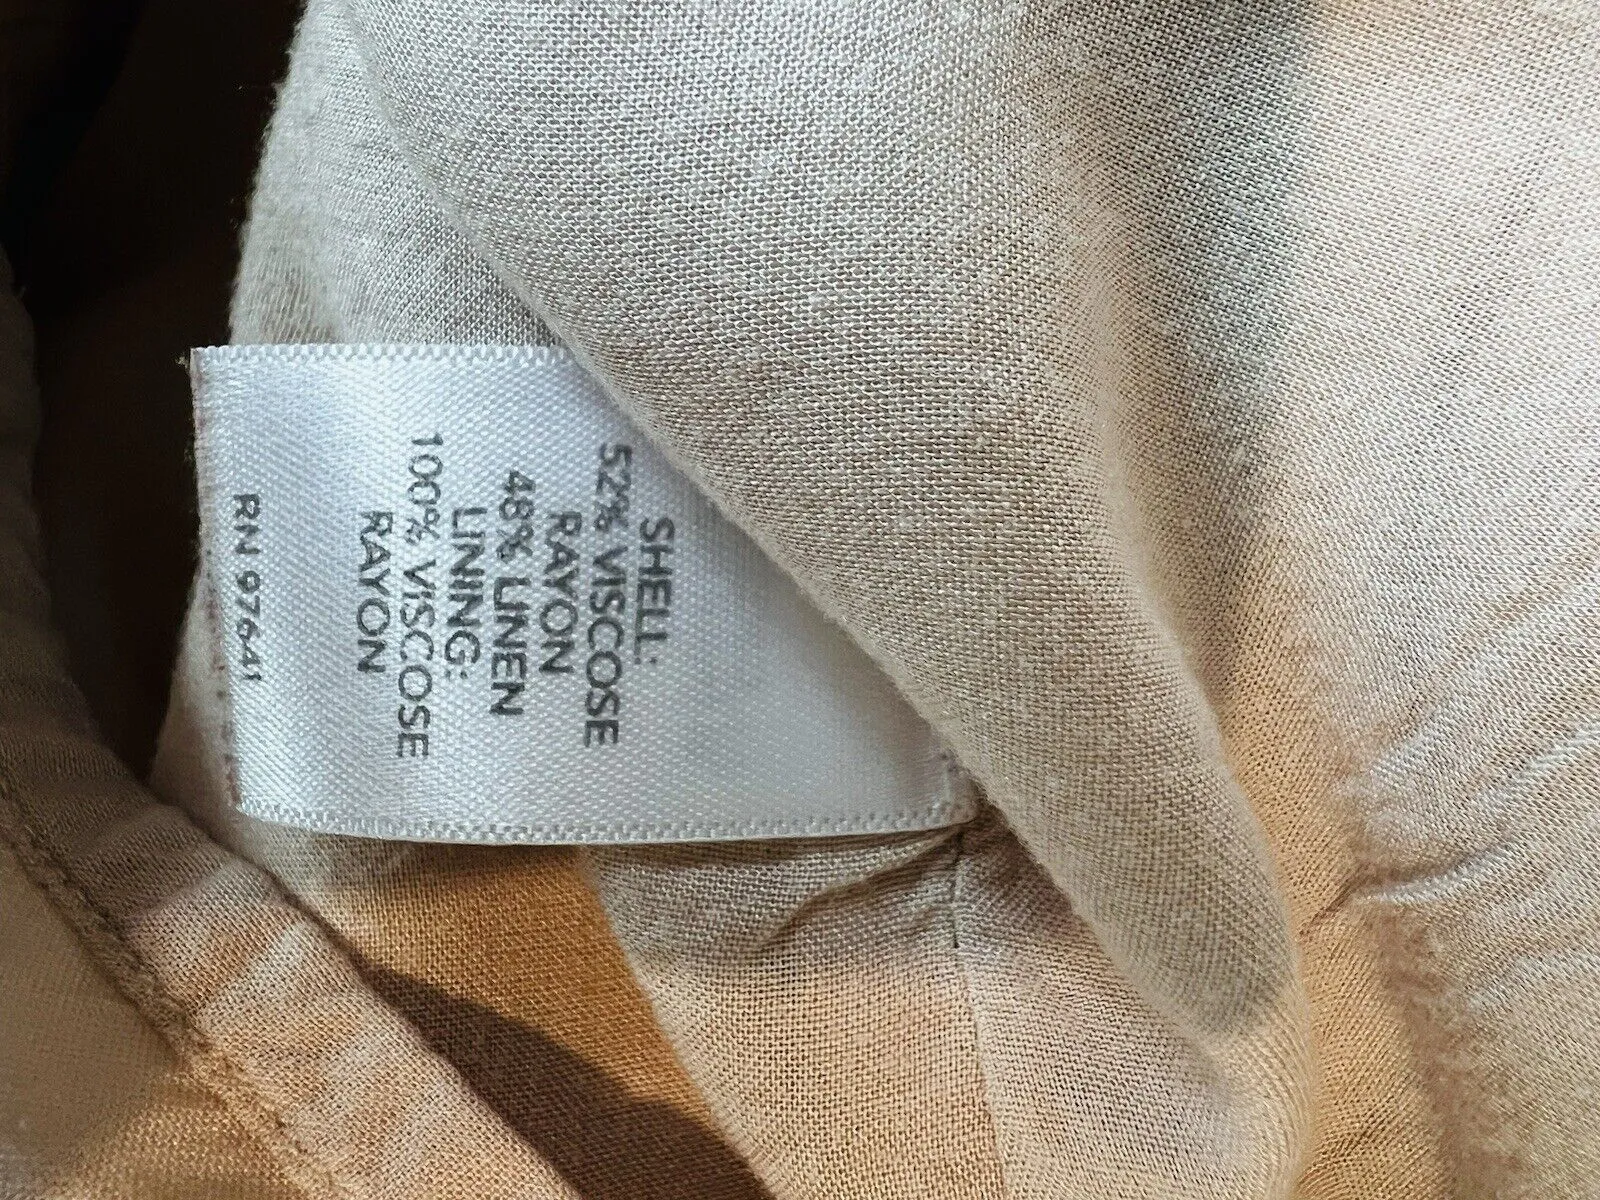 SHELL:
52% VISCOSE
RAYON
48% LINEN
LINING:
100% VISCOSE
RAYON
RN 97641